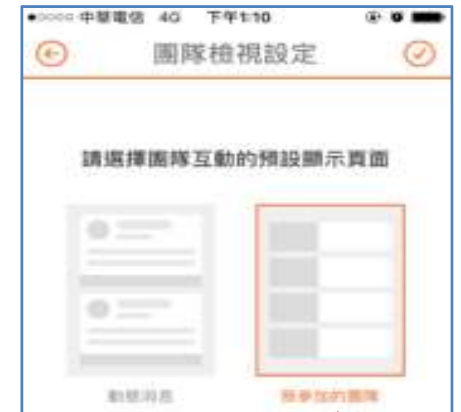 中華電信 4G 下午1:10
團隊檢視設定
請選擇團隊互動的預設顯示頁面
動態消息
我參加的團隊